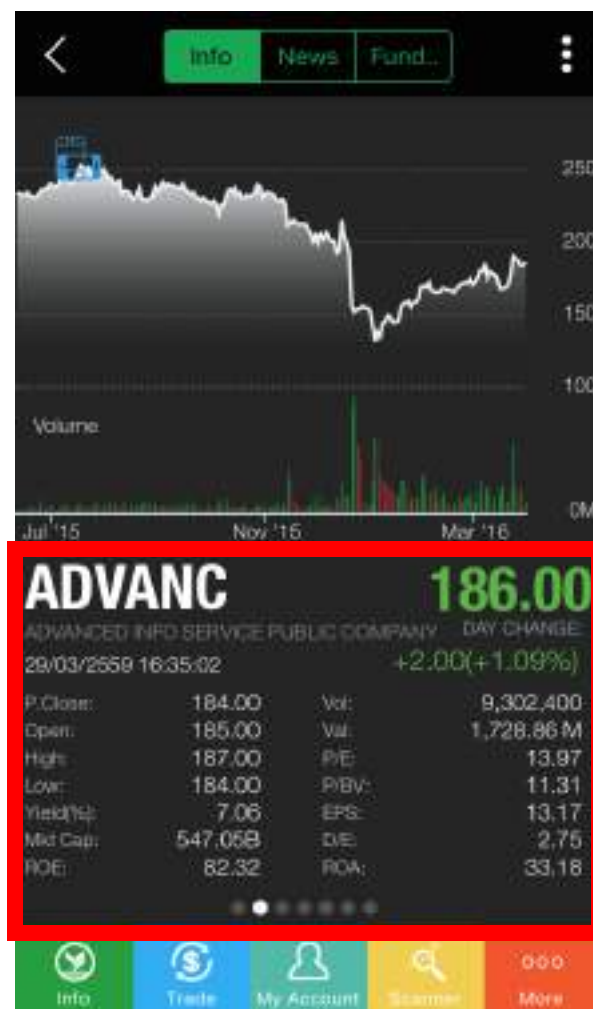 Info News Fund..
250
200
150
100
Volume
0M
Jul '15 Nov '15 Mar '16
ADVANC 186.00
ADVANCED INFO SERVICE PUBLIC COMPANY DAY CHANGE:
29/03/2559 16:35:02 +2.00(+1.09%)
P.Close: 184.00 Vol: 9,302,400
Open: 185.00 Val: 1,728.86 M
High: 187.00 P/E: 13.97
Low: 184.00 P/BV: 11.31
Yield(%): 7.06 EPS: 13.17
Mkt Cap: 547.05B D/E: 2.75
ROE: 82.32 ROA: 33.18
Info Trade My Account Scanner More